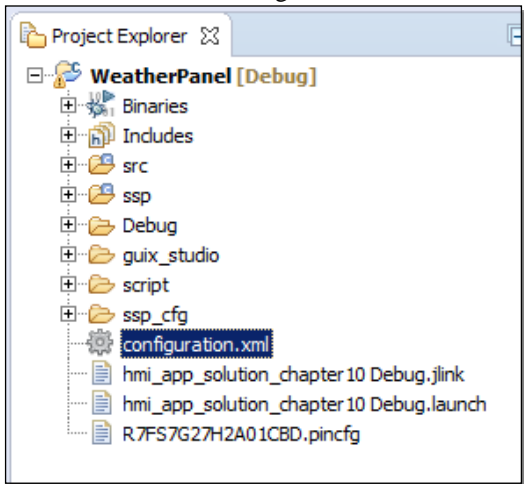 Project Explorer
WeatherPanel [Debug]
Binaries
Includes
src
ssp
Debug
guix_studio
script
ssp_cfg
configuration.xml
hmi_app_solution_chapter10 Debug.jlink
hmi_app_solution_chapter10 Debug.launch
R7FS7G27H2A01CBD.pincfg